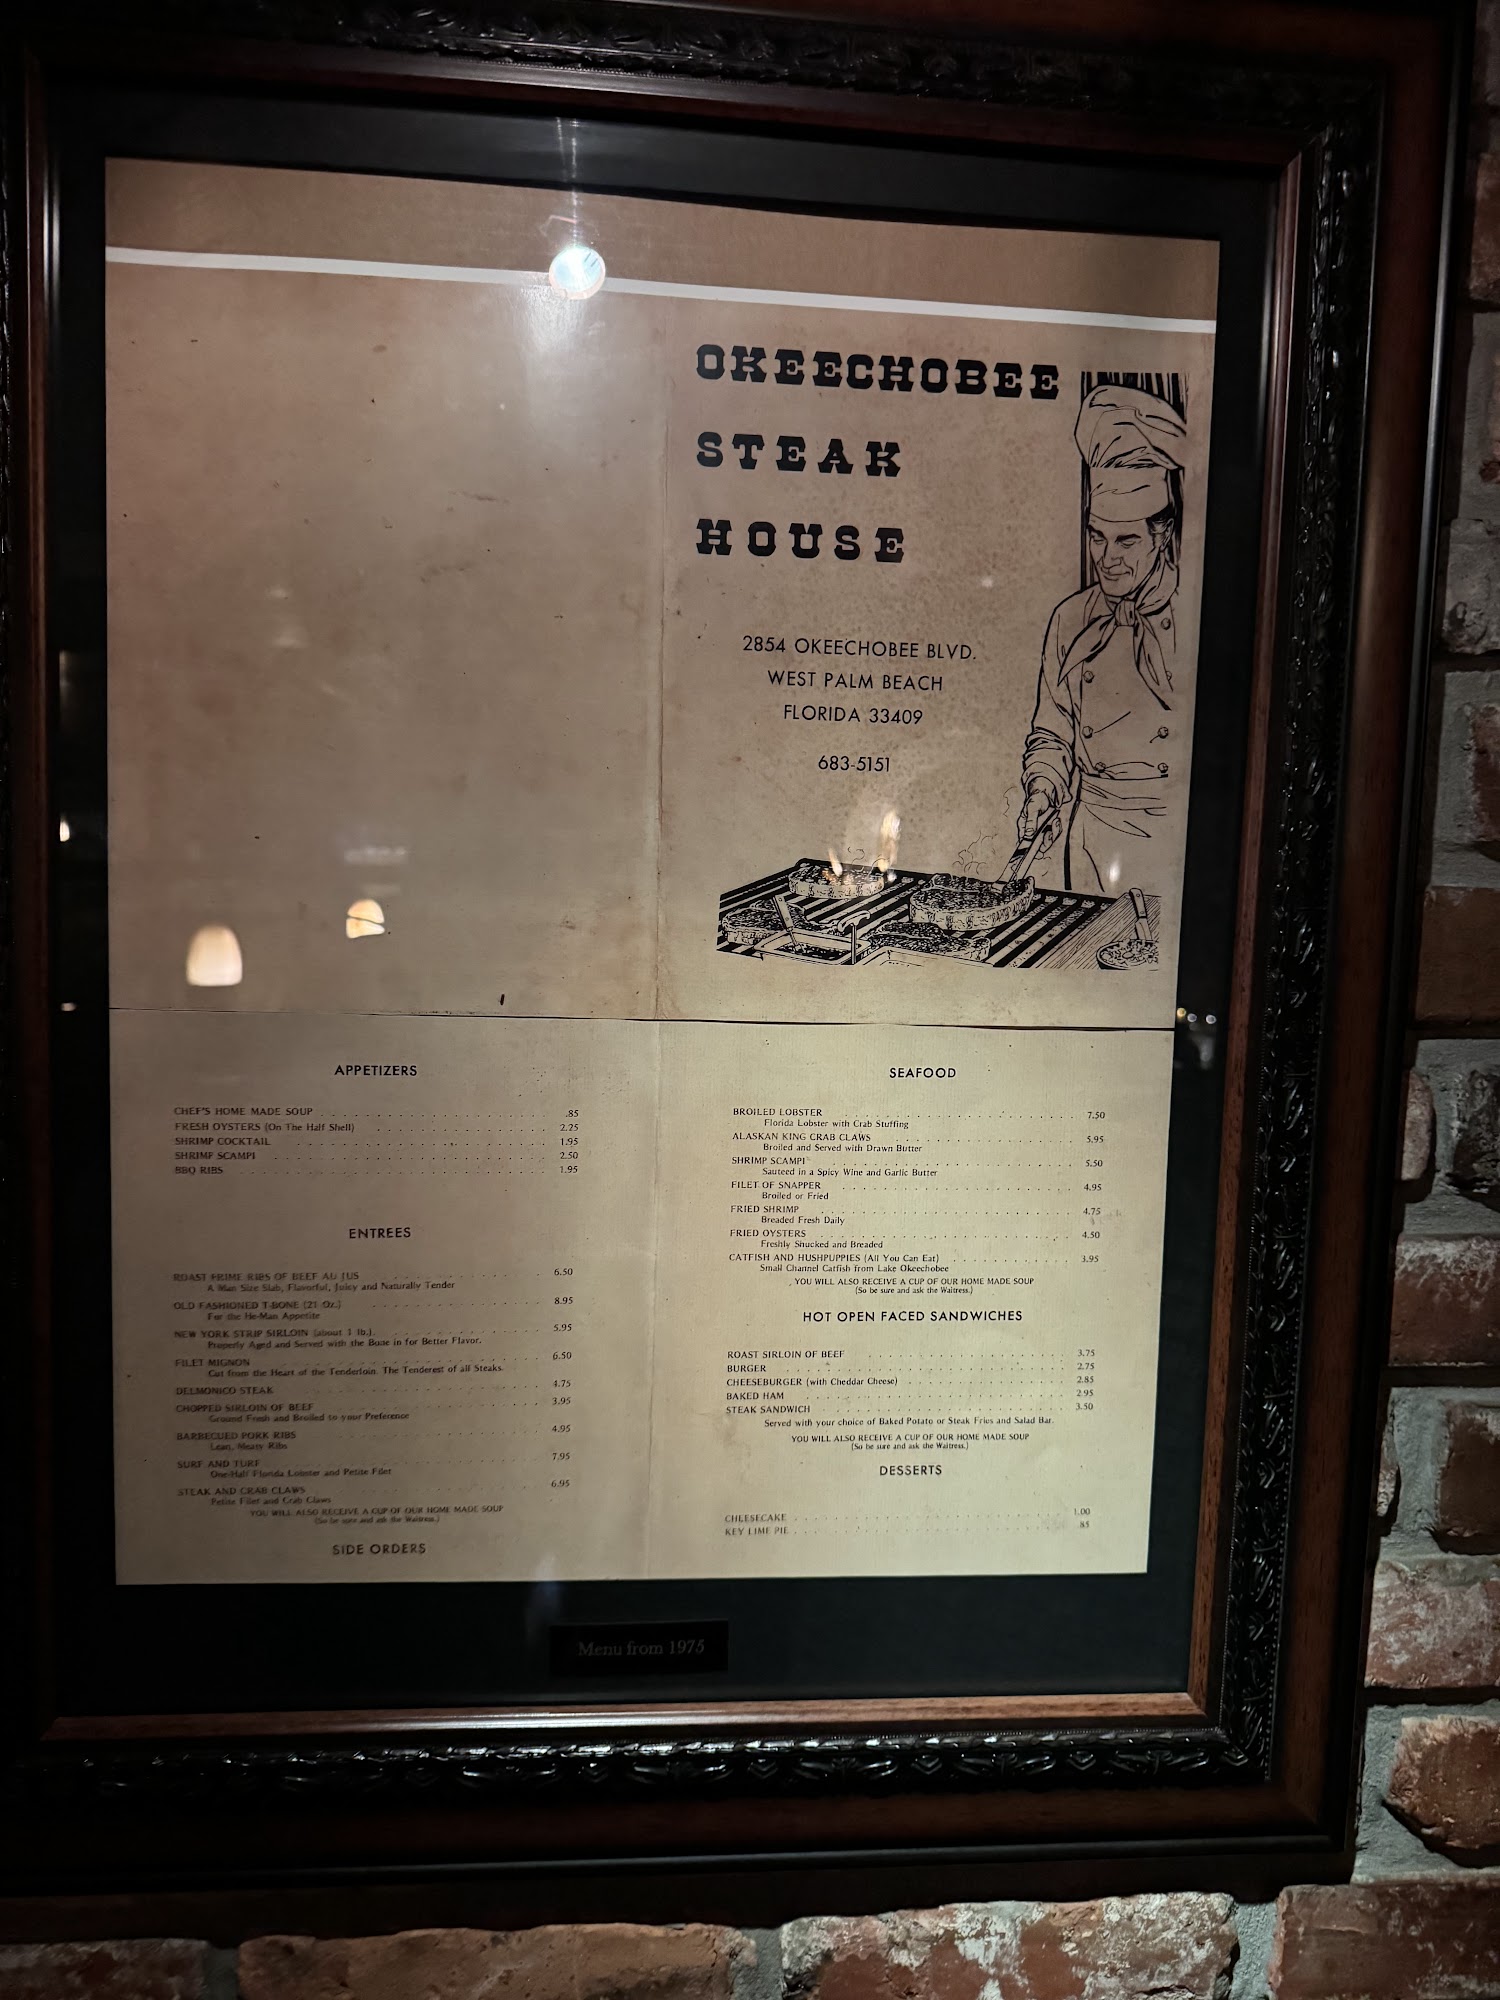 OKEECHOBEE
STEAK
HOUSE
2854 OKEECHOBEE BLVD.
WEST PALM BEACH
FLORIDA 33409
683-5151
APPETIZERS
CHEF'S HOME MADE SOUP .85
FRESH OYSTERS (On The Half Shell) 2.25
SHRIMP COCKTAIL 1.95
SHRIMP SCAMPI 2.50
BBQ RIBS 1.95
ENTREES
ROAST PRIME RIBS OF BEEF AU JUS 6.50
A Man Size Slab, Flavorful, Juicy and Naturally Tender
OLD FASHIONED T-BONE (21 Oz.) 8.95
For the He-Man Appetite
NEW YORK STRIP SIRLOIN (about 1 lb.) 5.95
Properly Aged and Served with the Bone in for Better Flavor.
FILET MIGNON 6.50
Cut from the Heart of the Tenderloin. The Tenderest of all Steaks.
DELMONICO STEAK 4.75
CHOPPED SIRLOIN OF BEEF 3.95
Ground Fresh and Broiled to your Preference
BARBECUED PORK RIBS 4.95
Lean, Meaty Ribs
SURF AND TURF 7.95
One-Half Florida Lobster and Petite Filet
STEAK AND CRAB CLAWS 6.95
Petite Filet and Crab Claws
YOU WILL ALSO RECEIVE A CUP OF OUR HOME MADE SOUP
(So be sure and ask the Waitress.)
SIDE ORDERS
SEAFOOD
BROILED LOBSTER 7.50
Florida Lobster with Crab Stuffing
ALASKAN KING CRAB CLAWS 5.95
Broiled and Served with Drawn Butter
SHRIMP SCAMPI 5.50
Sauteed in a Spicy Wine and Garlic Butter
FILET OF SNAPPER 4.95
Broiled or Fried
FRIED SHRIMP 4.75
Breaded Fresh Daily
FRIED OYSTERS 4.50
Freshly Shucked and Breaded
CATFISH AND HUSHPUPPIES (All You Can Eat) 3.95
Small Channel Catfish from Lake Okeechobee
YOU WILL ALSO RECEIVE A CUP OF OUR HOME MADE SOUP
(So be sure and ask the Waitress.)
HOT OPEN FACED SANDWICHES
ROAST SIRLOIN OF BEEF 3.75
BURGER 2.75
CHEESEBURGER (with Cheddar Cheese) 2.85
BAKED HAM 2.95
STEAK SANDWICH 3.50
Served with your choice of Baked Potato or Steak Fries and Salad Bar.
YOU WILL ALSO RECEIVE A CUP OF OUR HOME MADE SOUP
(So be sure and ask the Waitress.)
DESSERTS
CHEESECAKE 1.00
KEY LIME PIE .85
Menu from 1975